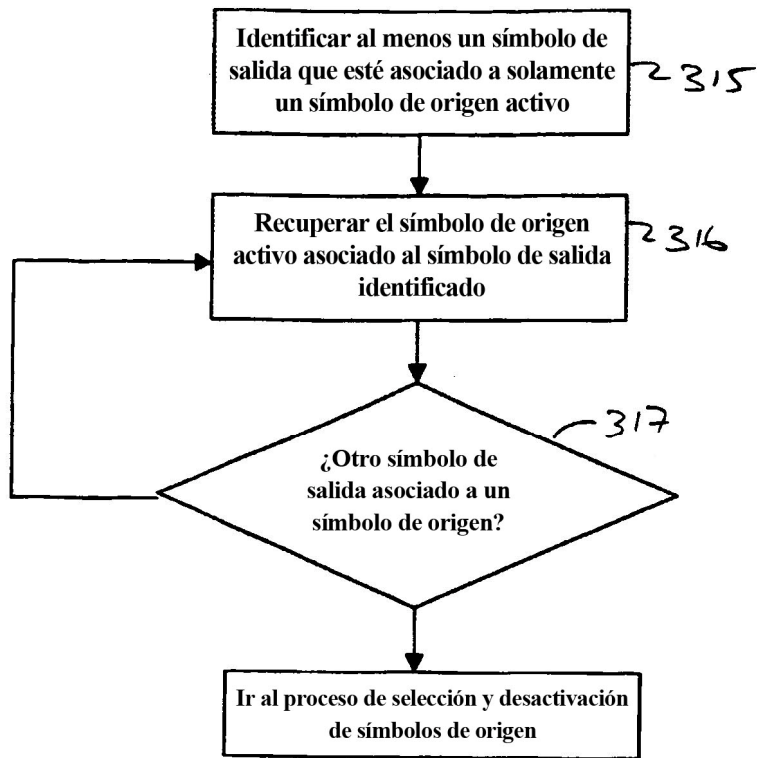 Identificar al menos un símbolo de
salida que esté asociado a solamente
un símbolo de origen activo
315
Recuperar el símbolo de origen
activo asociado al símbolo de salida
identificado
316
317
¿Otro símbolo de
salida asociado a un
símbolo de origen?
Ir al proceso de selección y desactivación
de símbolos de origen